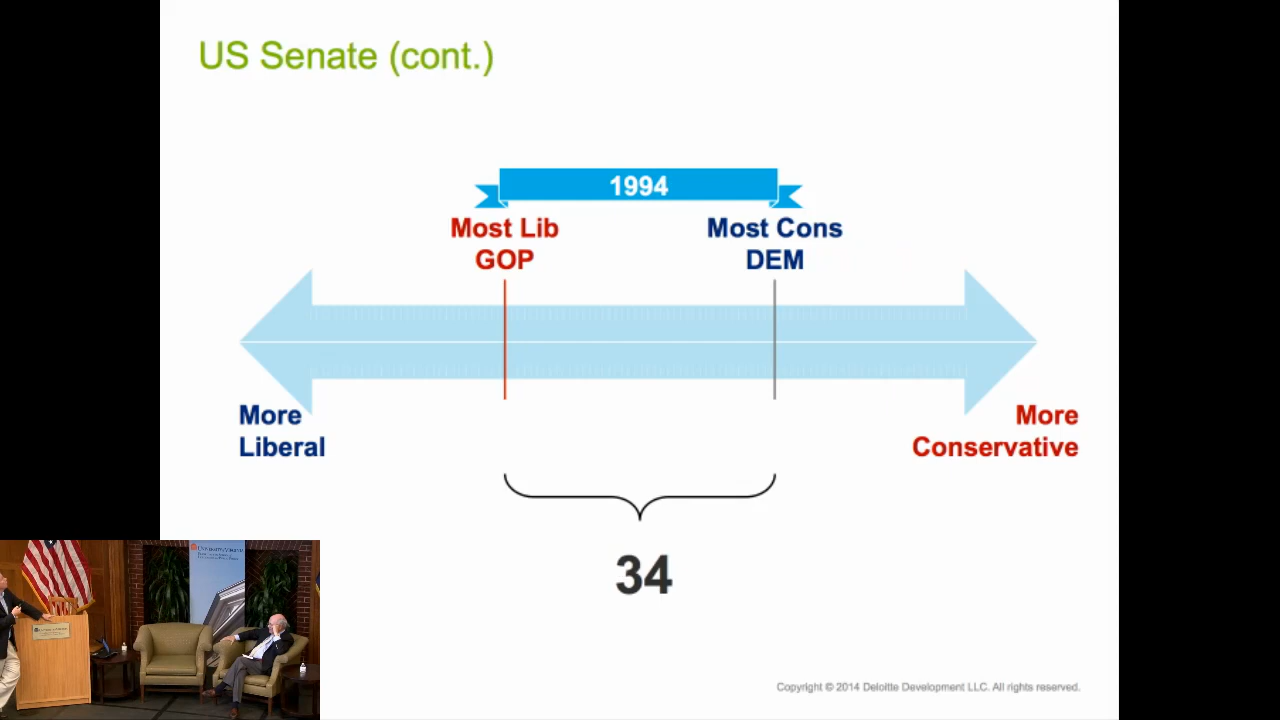 US Senate (cont.)
1994
Most Lib
GOP
Most Cons
DEM
More
Liberal
More
Conservative
34
Copyright © 2014 Deloitte Development LLC. All rights reserved.